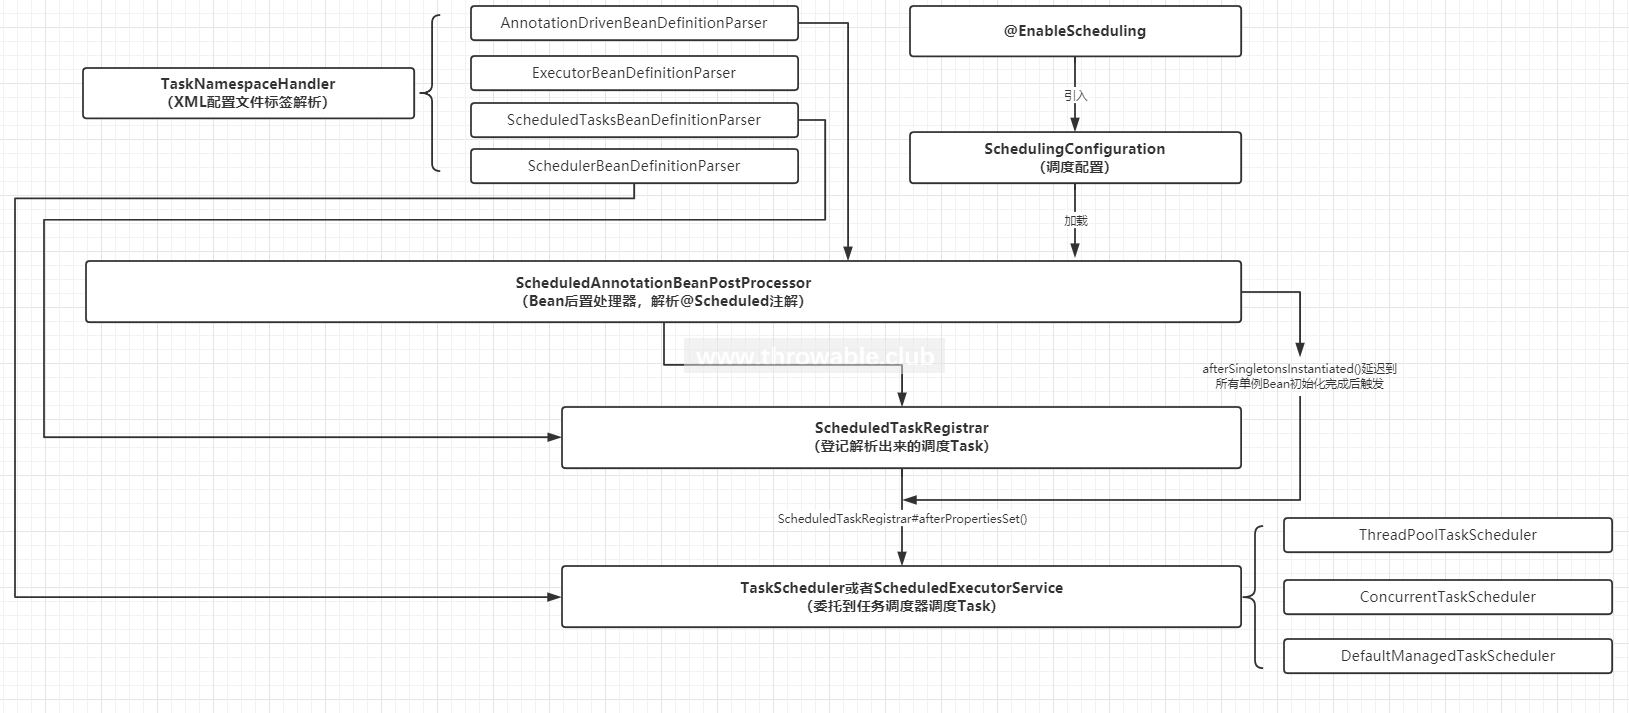 AnnotationDrivenBeanDefinitionParser
@EnableScheduling
ExecutorBeanDefinitionParser
TaskNamespaceHandler
（XML配置文件标签解析）
引入
ScheduledTasksBeanDefinitionParser
SchedulingConfiguration
（调度配置）
SchedulerBeanDefinitionParser
加载
ScheduledAnnotationBeanPostProcessor
（Bean后置处理器，解析@Scheduled注解）
www.throwable.club
afterSingletonsInstantiated()延迟到
所有单例Bean初始化完成后触发
ScheduledTaskRegistrar
（登记解析出来的调度Task）
ScheduledTaskRegistrar#afterPropertiesSet()
ThreadPoolTaskScheduler
TaskScheduler或者ScheduledExecutorService
（委托到任务调度器调度Task）
ConcurrentTaskScheduler
DefaultManagedTaskScheduler